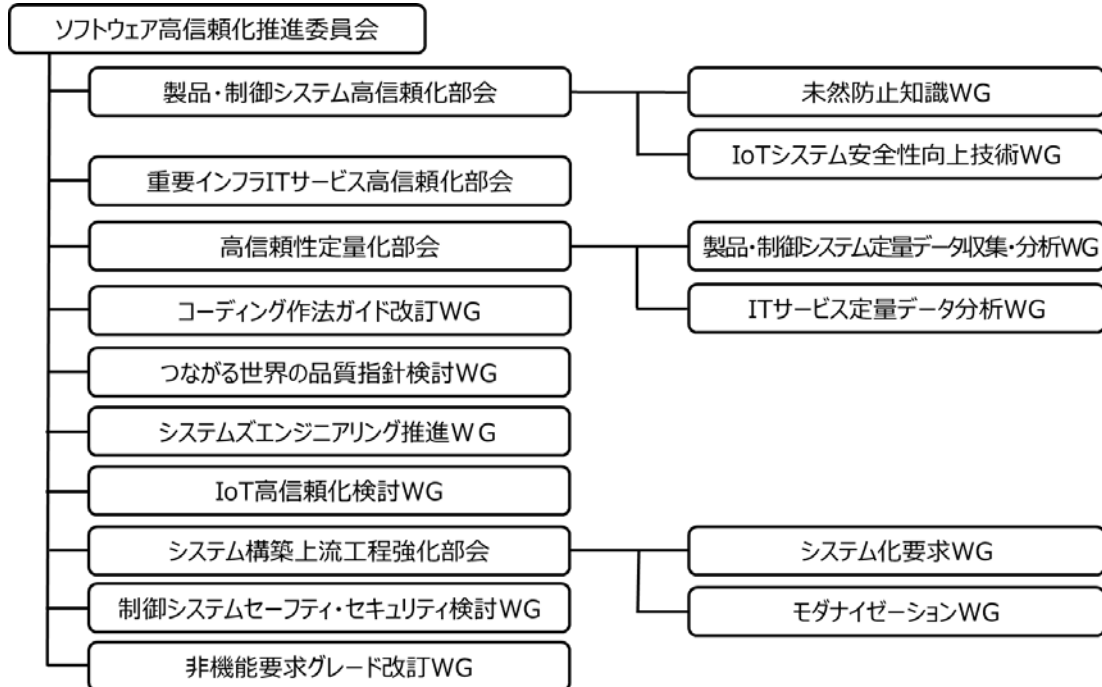 ソフトウェア高信頼化推進委員会
製品・制御システム高信頼化部会
未然防止知識WG
IoTシステム安全性向上技術WG
重要インフラITサービス高信頼化部会
高信頼性定量化部会
製品・制御システム定量データ収集・分析WG
ITサービス定量データ分析WG
コーディング作法ガイド改訂WG
つながる世界の品質指針検討WG
システムズエンジニアリング推進ＷＧ
IoT高信頼化検討WG
システム構築上流工程強化部会
システム化要求WG
モダナイゼーションWG
制御システムセーフティ・セキュリティ検討WG
非機能要求グレード改訂WG